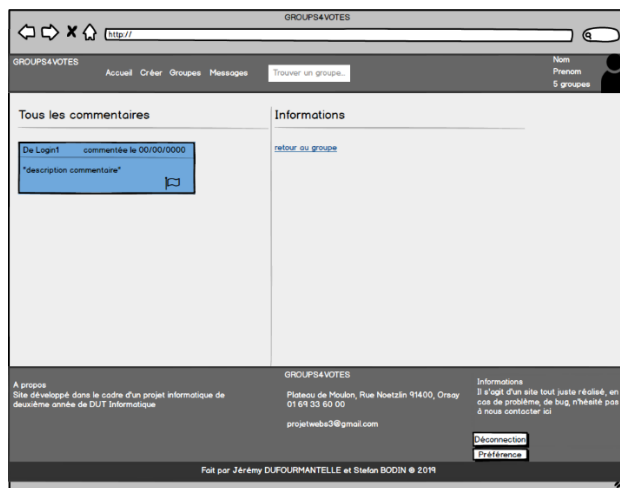 GROUPS4VOTES
http://
GROUPS4VOTES
Accueil Créer Groupes Messages
Trouver un groupe...
Nom
Prenom
5 groupes
Tous les commentaires
De Login1 commentée le 00/00/0000
"description commentaire"
Informations
retour au groupe
A propos
Site développé dans le cadre d'un projet informatique de
deuxième année de DUT Informatique
GROUPS4VOTES
Plateau de Moulon, Rue Noetzlin 91400, Orsay
01 69 33 60 00
projetwebs3@gmail.com
Informations
Il s'agit d'un site tout juste réalisé, en
cas de problème, de bug, n'hésité pas
à nous contacter ici
Déconnection
Préférence
Fait par Jérémy DUFOURMANTELLE et Stefan BODIN @ 2019